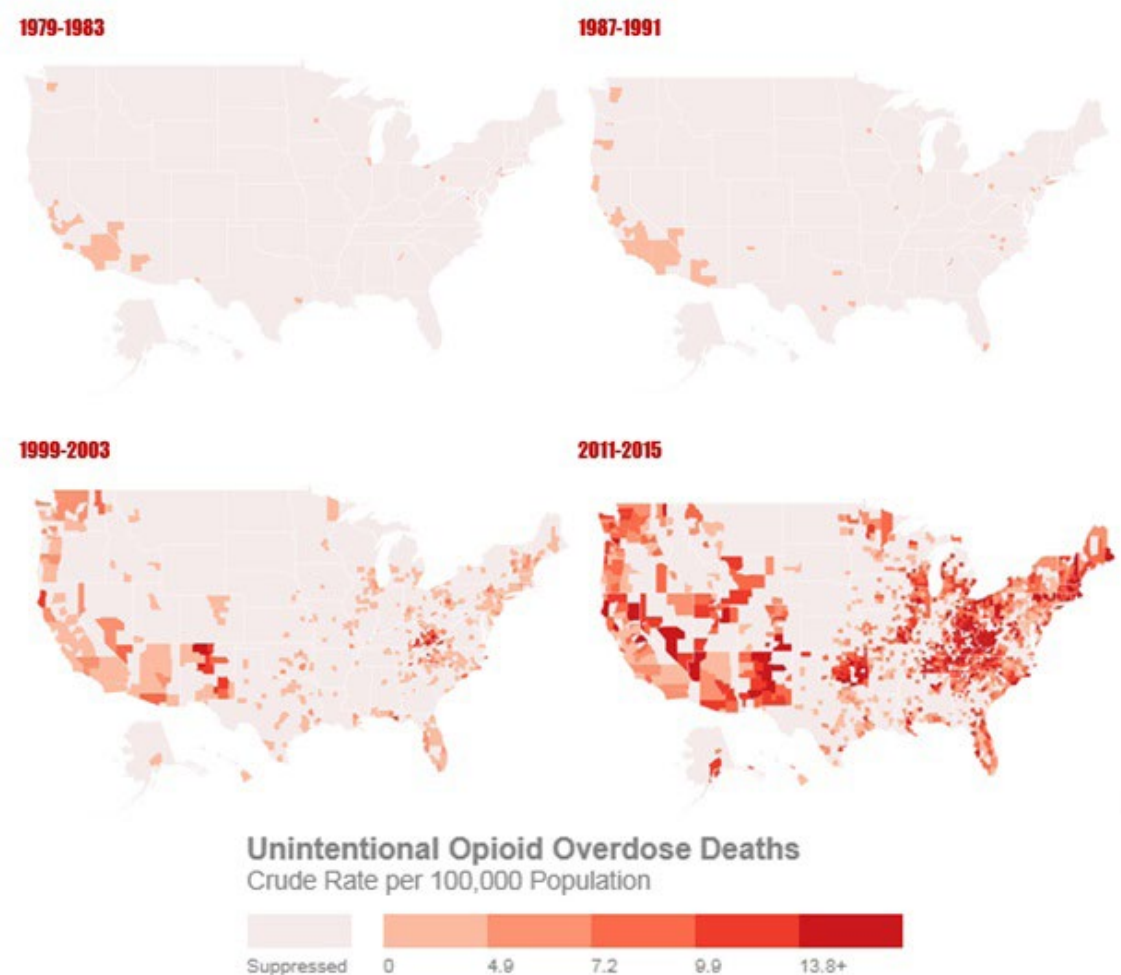 1979-1983
1987-1991
1999-2003
2011-2015
Unintentional Opioid Overdose Deaths
Crude Rate per 100,000 Population
Suppressed 0 4.9 7.2 9.9 13.8+